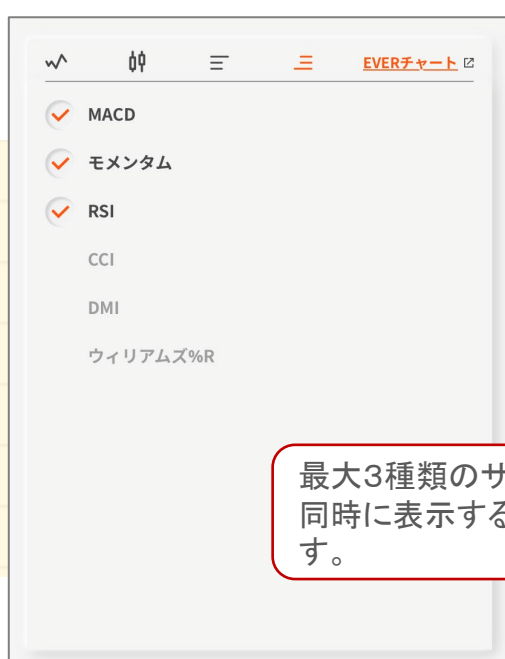 EVERチャート
MACD
モメンタム
RSI
CCI
DMI
ウィリアムズ%R
最大3種類のサ
同時に表示する
す。